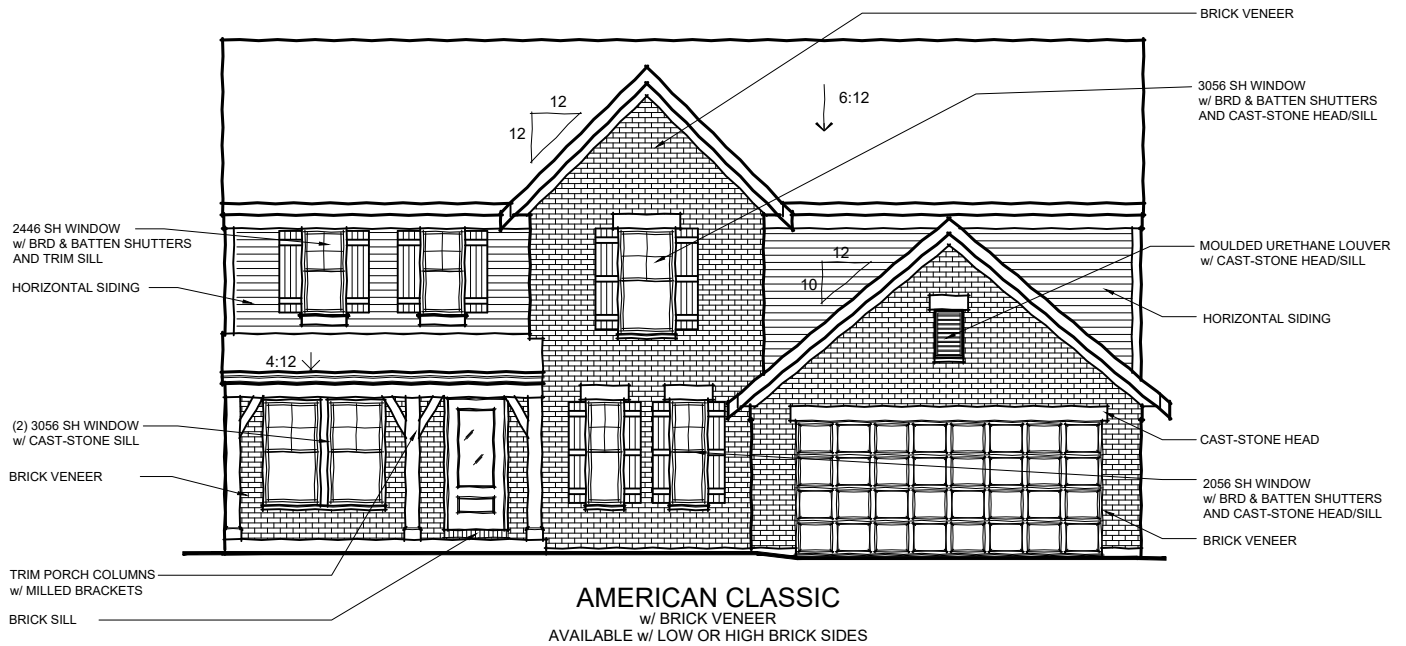 BRICK VENEER
3056 SH WINDOW
w/ BRD & BATTEN SHUTTERS
AND CAST-STONE HEAD/SILL
12
12
6:12
2446 SH WINDOW
w/ BRD & BATTEN SHUTTERS
AND TRIM SILL
HORIZONTAL SIDING
12
10
MOULDED URETHANE LOUVER
w/ CAST-STONE HEAD/SILL
HORIZONTAL SIDING
4:12
(2) 3056 SH WINDOW
w/ CAST-STONE SILL
BRICK VENEER
CAST-STONE HEAD
2056 SH WINDOW
w/ BRD & BATTEN SHUTTERS
AND CAST-STONE HEAD/SILL
BRICK VENEER
TRIM PORCH COLUMNS
w/ MILLED BRACKETS
BRICK SILL
AMERICAN CLASSIC
w/ BRICK VENEER
AVAILABLE w/ LOW OR HIGH BRICK SIDES